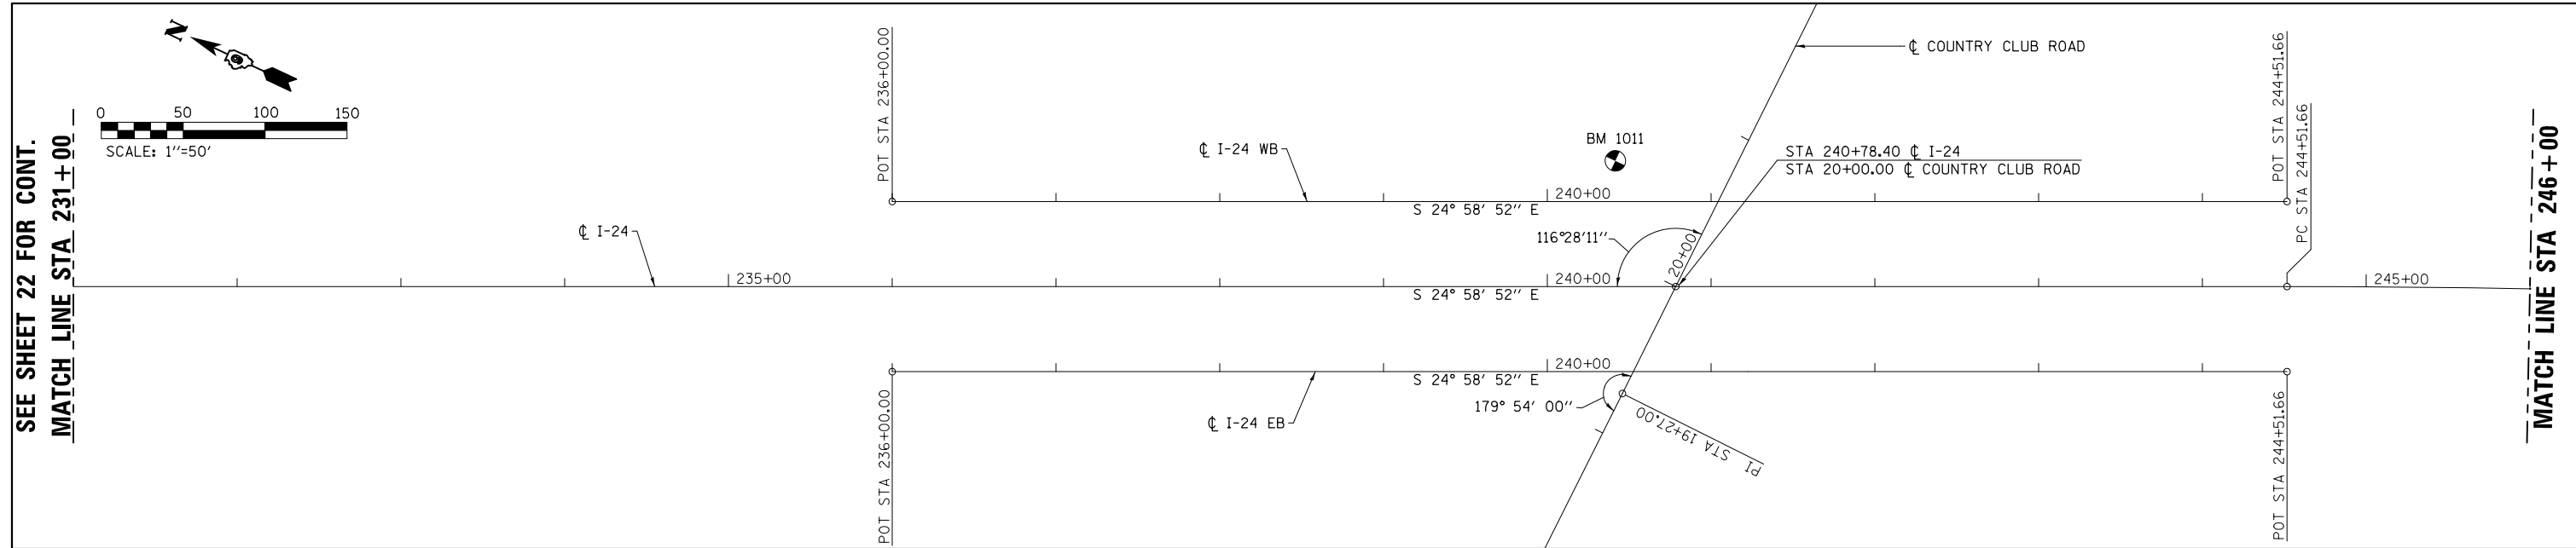 N
0 50 100 150
SCALE: 1"=50'
SEE SHEET 22 FOR CONT.
MATCH LINE STA 231+00
℄ I-24
235+00
POT STA 236+00.00
℄ I-24 WB
S 24° 58' 52" E
240+00
BM 1011
℄ COUNTRY CLUB ROAD
STA 240+78.40 ℄ I-24
STA 20+00.00 ℄ COUNTRY CLUB ROAD
116°28'11"
20+00
S 24° 58' 52" E
240+00
S 24° 58' 52" E
240+00
179° 54' 00"
PI STA 19+27.00
℄ I-24 EB
POT STA 236+00.00
POT STA 244+51.66
PC STA 244+51.66
245+00
POT STA 244+51.66
MATCH LINE STA 246+00